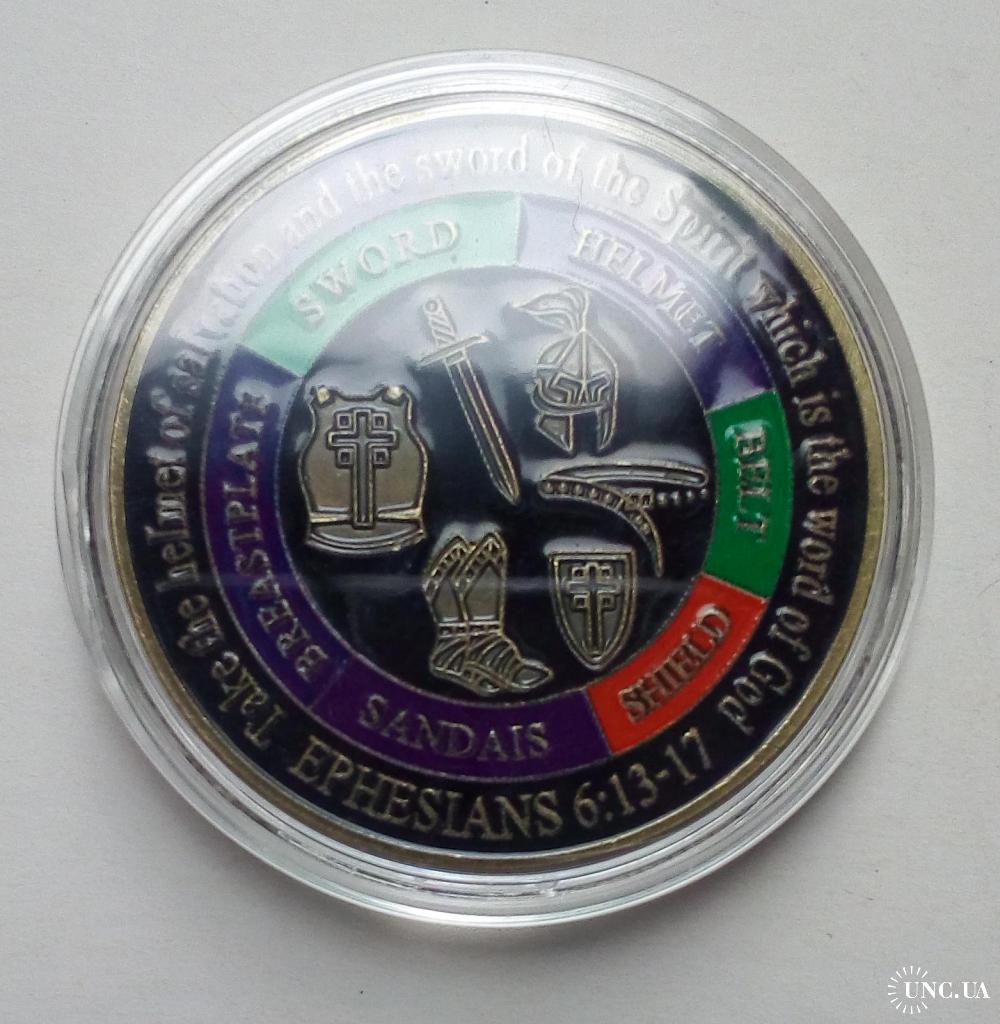 Take the helmet of salvation and the sword of the Spirit which is the word of God
EPHESIANS 6:13-17
SWORD
HELMET
BELT
SHIELD
SANDAIS
BREASTPLATE
UNC.UA